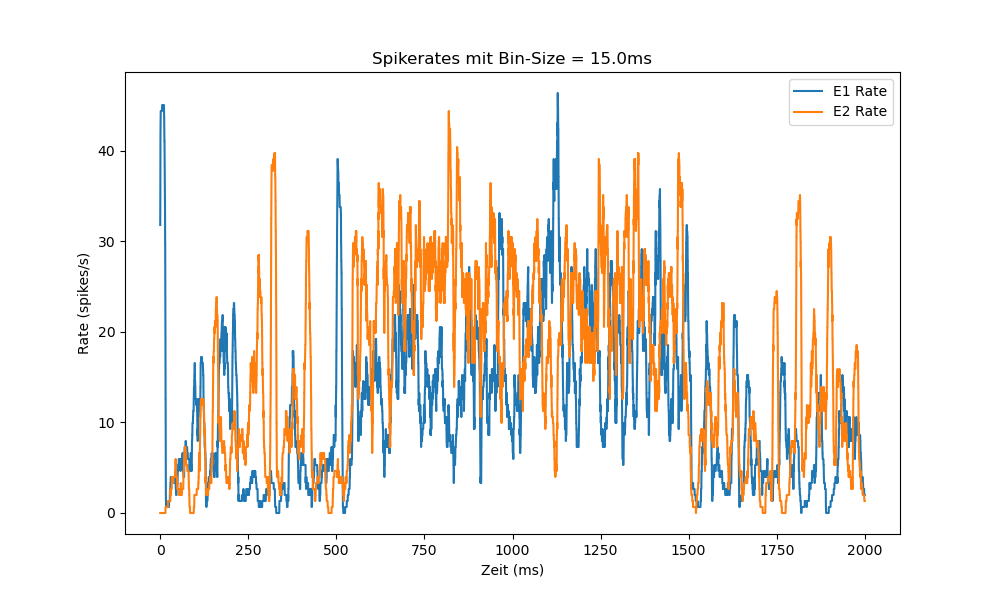 Spikerates mit Bin-Size = 15.0ms
E1 Rate
E2 Rate
Rate (spikes/s)
40
30
20
10
0
0 250 500 750 1000 1250 1500 1750 2000
Zeit (ms)